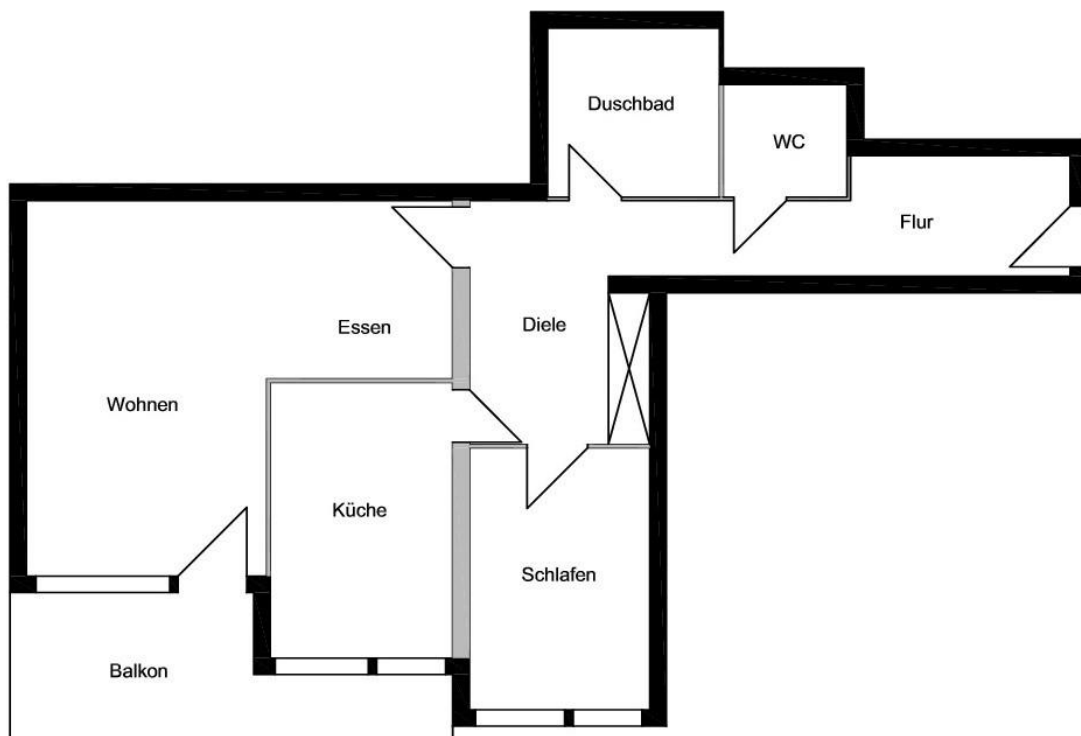 Duschbad
WC
Flur
Essen
Diele
Wohnen
Küche
Schlafen
Balkon